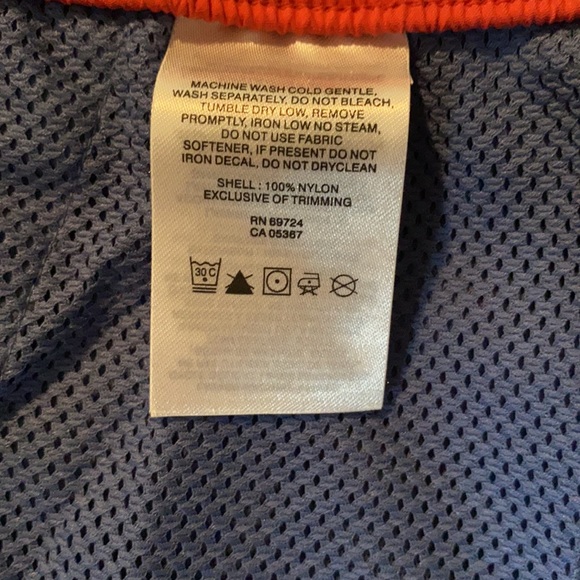 MACHINE WASH COLD GENTLE,
WASH SEPARATELY, DO NOT BLEACH,
TUMBLE DRY LOW, REMOVE
PROMPTLY, IRON LOW NO STEAM,
DO NOT USE FABRIC
SOFTENER, IF PRESENT DO NOT
IRON DECAL, DO NOT DRYCLEAN
SHELL : 100% NYLON
EXCLUSIVE OF TRIMMING
RN 69724
CA 05367
30 C